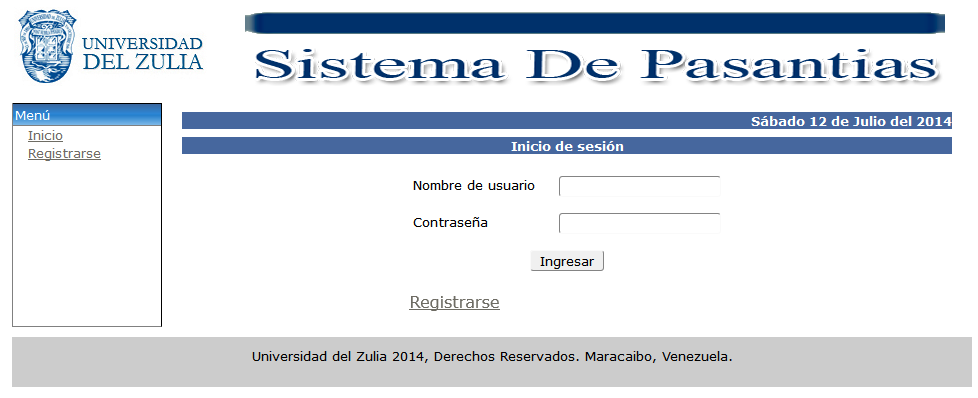 UNIVERSIDAD
DEL ZULIA
Sistema De Pasantias
Menú
Inicio
Registrarse
Sábado 12 de Julio del 2014
Inicio de sesión
Nombre de usuario
Contraseña
Ingresar
Registrarse
Universidad del Zulia 2014, Derechos Reservados. Maracaibo, Venezuela.